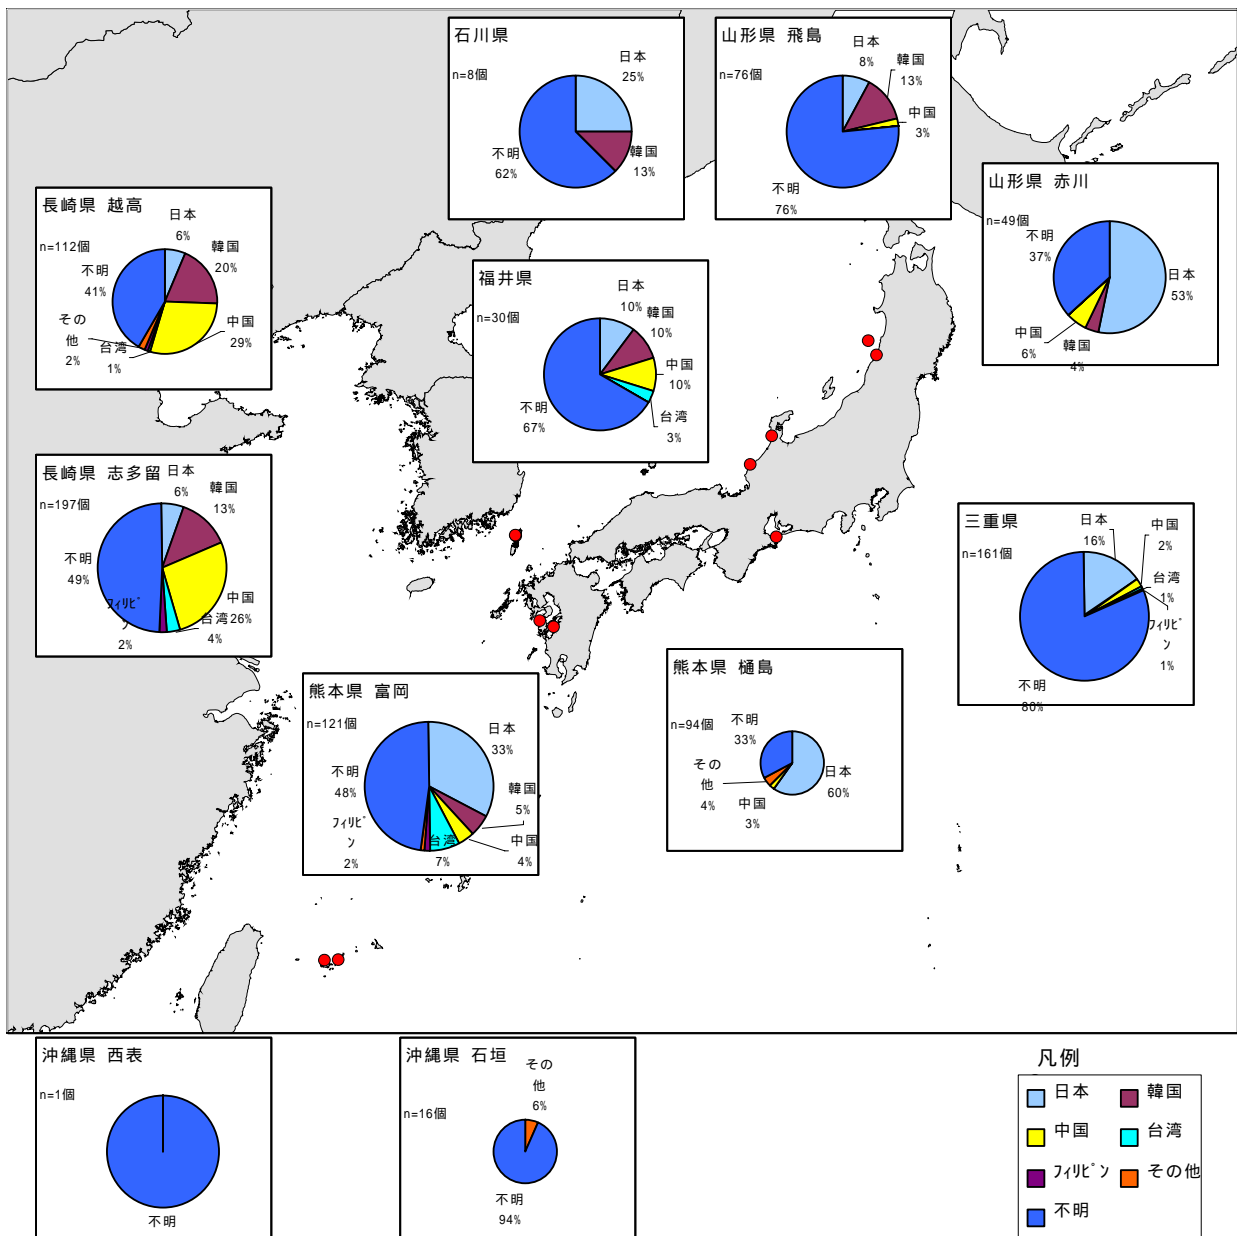 石川県
n=8個
日本
25%
韓国
13%
不明
62%
山形県 飛島
n=76個
日本
8%
韓国
13%
中国
3%
不明
76%
山形県 赤川
n=49個
不明
37%
日本
53%
中国
6%
韓国
4%
長崎県 越高
n=112個
日本
6%
韓国
20%
不明
41%
中国
29%
その
他
2%
台湾
1%
福井県
n=30個
日本
10%
韓国
10%
中国
10%
台湾
3%
不明
67%
長崎県 志多留
n=197個
日本
6%
韓国
13%
不明
49%
中国
26%
台湾
4%
ﾌｨﾘﾋﾟ
ﾝ
2%
三重県
n=161個
日本
16%
中国
2%
台湾
1%
ﾌｨﾘﾋﾟ
ﾝ
1%
不明
80%
熊本県 富岡
n=121個
日本
33%
韓国
5%
中国
4%
台湾
7%
ﾌｨﾘﾋﾟ
ﾝ
2%
不明
48%
熊本県 樋島
n=94個
不明
33%
その
他
4%
中国
3%
日本
60%
沖縄県 西表
n=1個
不明
沖縄県 石垣
n=16個
その
他
6%
不明
94%
凡例
日本
韓国
中国
台湾
ﾌｨﾘﾋﾟﾝ
その他
不明